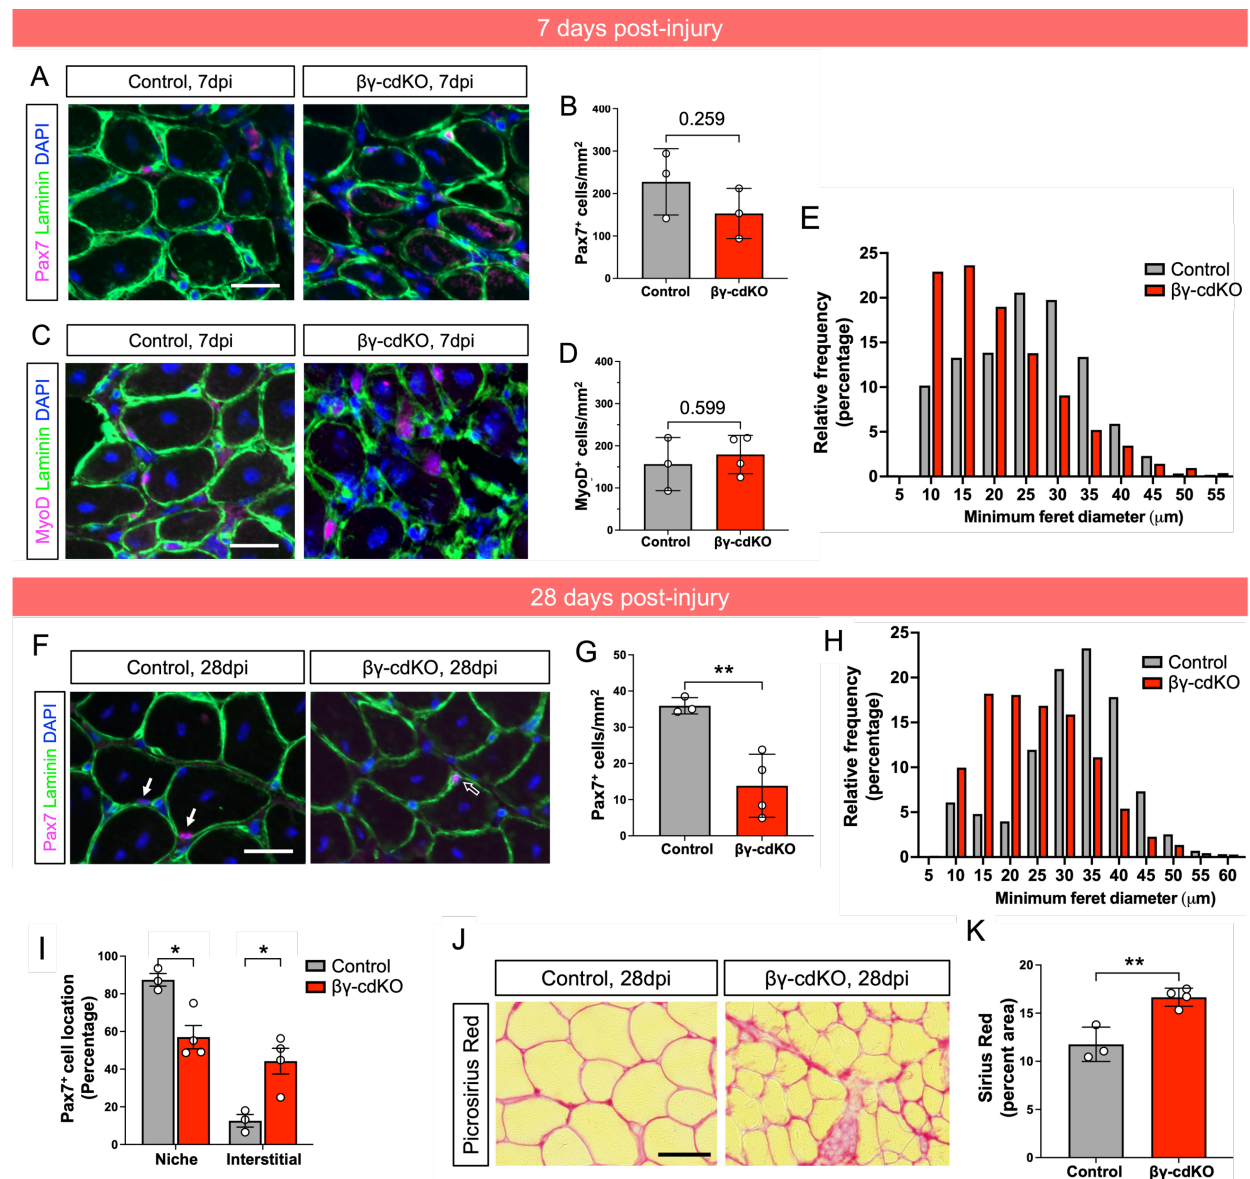 7 days post-injury
A
Control, 7dpi
βγ-cdKO, 7dpi
Pax7 Laminin DAPI
B
400
300
200
100
0
Pax7⁺ cells/mm²
0.259
Control
βγ-cdKO
C
Control, 7dpi
βγ-cdKO, 7dpi
MyoD Laminin DAPI
D
400
300
200
100
0
MyoD⁺ cells/mm²
0.599
Control
βγ-cdKO
E
25
20
15
10
5
0
Relative frequency
(percentage)
Control
βγ-cdKO
5 10 15 20 25 30 35 40 45 50 55
Minimum feret diameter (μm)
28 days post-injury
F
Control, 28dpi
βγ-cdKO, 28dpi
Pax7 Laminin DAPI
G
50
40
30
20
10
0
Pax7⁺ cells/mm²
**
Control
βγ-cdKO
H
25
20
15
10
5
0
Relative frequency
(percentage)
Control
βγ-cdKO
5 10 15 20 25 30 35 40 45 50 55 60
Minimum feret diameter (μm)
I
100
80
60
40
20
0
Pax7⁺ cell location
(Percentage)
*
*
Control
βγ-cdKO
Niche
Interstitial
J
Control, 28dpi
βγ-cdKO, 28dpi
Picrosirius Red
K
20
15
10
5
0
Sirius Red
(percent area)
**
Control
βγ-cdKO